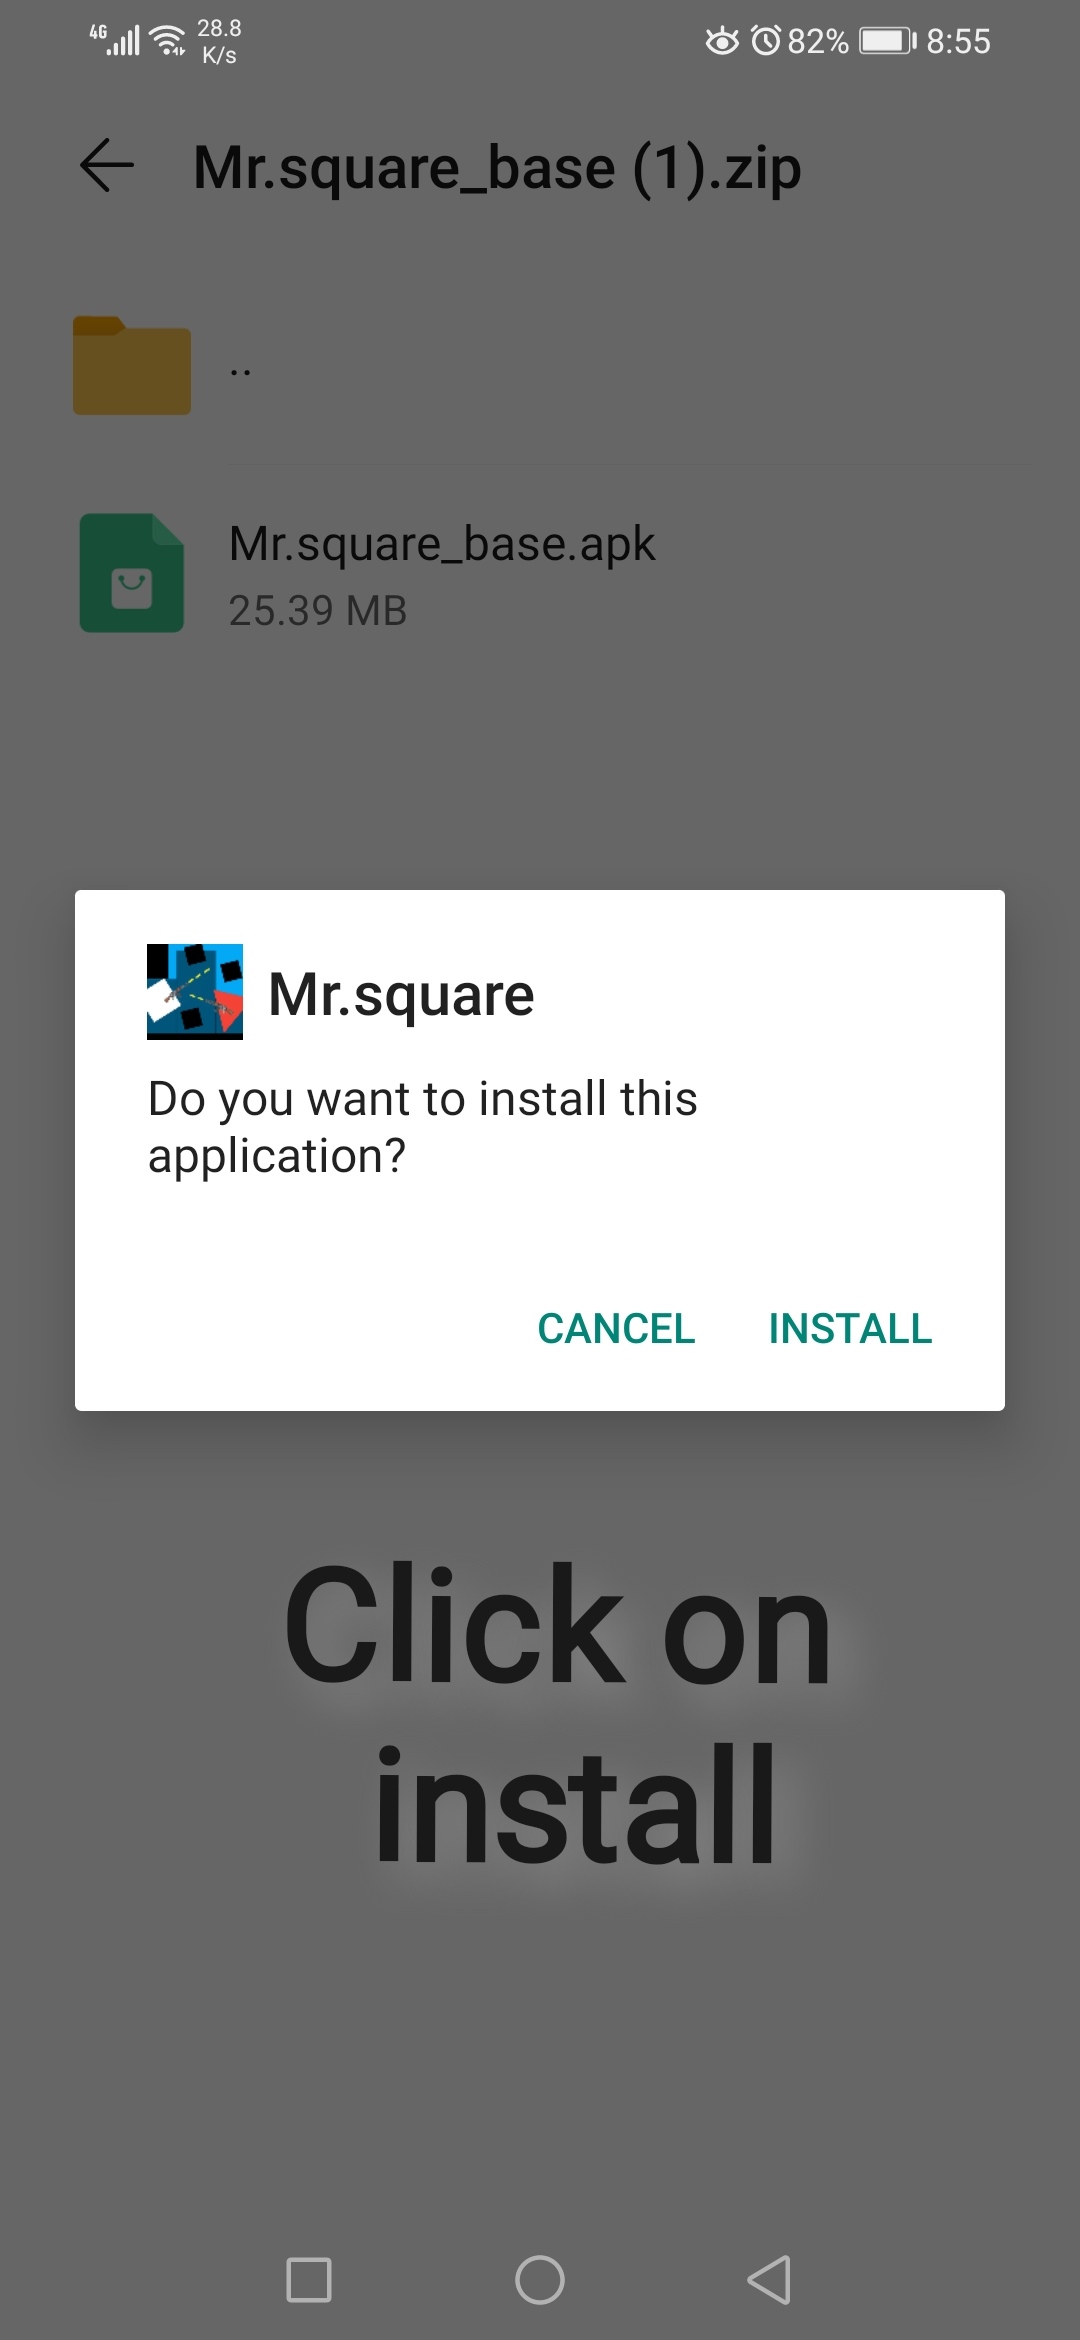 4G 28.8 K/s 82% 8:55
Mr.square_base (1).zip
..
Mr.square_base.apk
25.39 MB
Mr.square
Do you want to install this
application?
CANCEL INSTALL
Click on
install